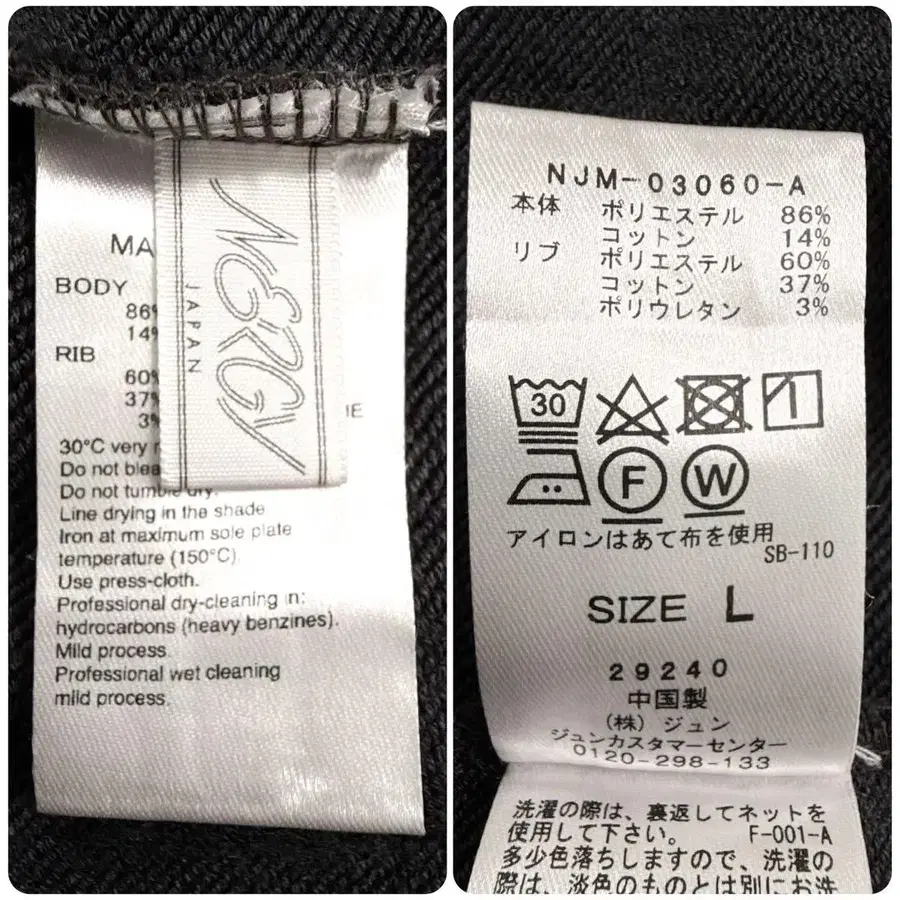 MA
BODY
86%
14%
RIB
60%
37%
3%
IE
30°C very
Do not
Do not tumble dry.
Line drying in the shade
Iron at maximum sole plate
temperature (150°C)
Use press-cloth.
Professional dry-cleaning in:
hydrocarbons (heavy benzines).
Mild process.
Professional wet cleaning
mild process.
NERGY
JAPAN
NJM-03060-A
本体 ポリエステル 86%
コットン 14%
リブ ポリエステル 60%
コットン 37%
ポリウレタン 3%
30
F W
アイロンはあて布を使用
SB-110
SIZE L
29240
中国製
(株) ジュン
ジュンカスタマーセンター
0120-298-133
洗濯の際は、裏返してネットを
使用して下さい。 F-001-A
多少色落ちしますので、洗濯の
際は、淡色のものとは別にお洗